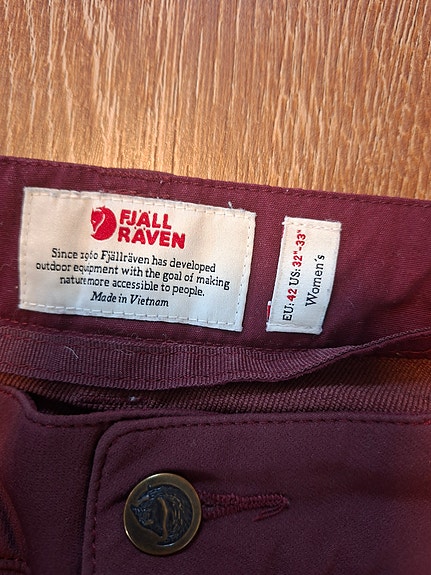 FJÄLL
RÄVEN
Since 1960 Fjällräven has developed
outdoor equipment with the goal of making
nature more accessible to people.
Made in Vietnam
EU: 42 US: 32"-33"
Women's